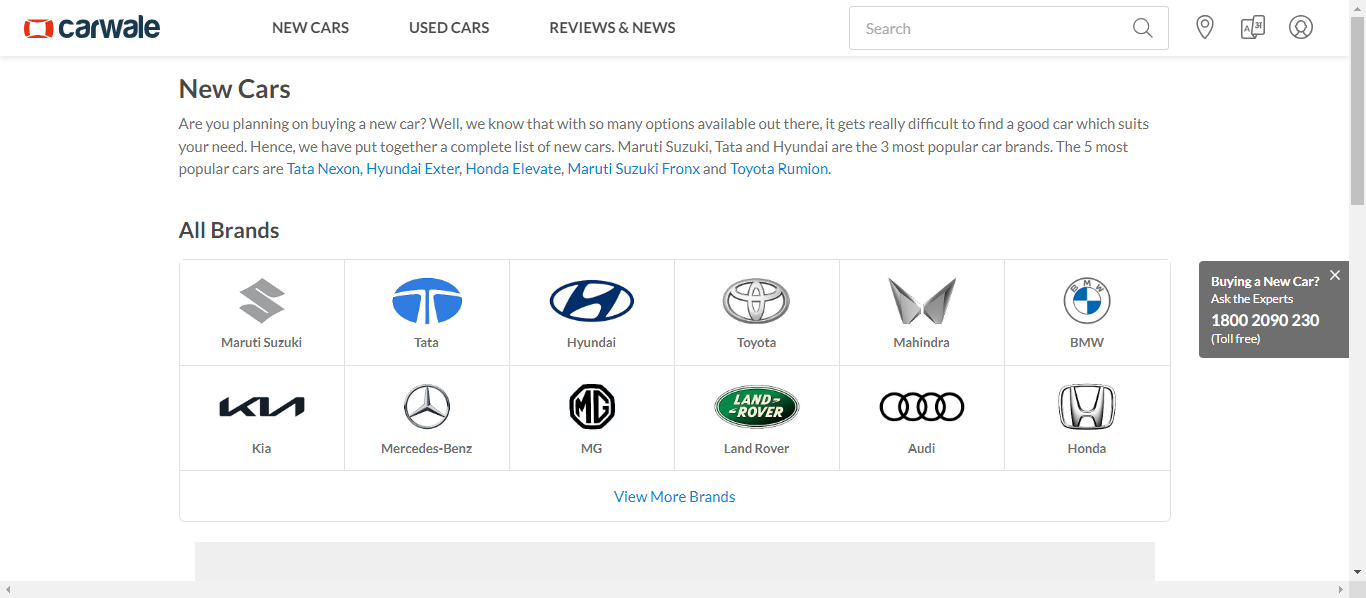 carwale
NEW CARS
USED CARS
REVIEWS & NEWS
Search
New Cars
Are you planning on buying a new car? Well, we know that with so many options available out there, it gets really difficult to find a good car which suits
your need. Hence, we have put together a complete list of new cars. Maruti Suzuki, Tata and Hyundai are the 3 most popular car brands. The 5 most
popular cars are Tata Nexon, Hyundai Exter, Honda Elevate, Maruti Suzuki Fronx and Toyota Rumion.
All Brands
Maruti Suzuki
Tata
Hyundai
Toyota
Mahindra
BMW
BMW
KIA
Kia
Mercedes-Benz
MG
MG
LAND-
-ROVER
Land Rover
Audi
Honda
View More Brands
Buying a New Car?
Ask the Experts
1800 2090 230
(Toll free)